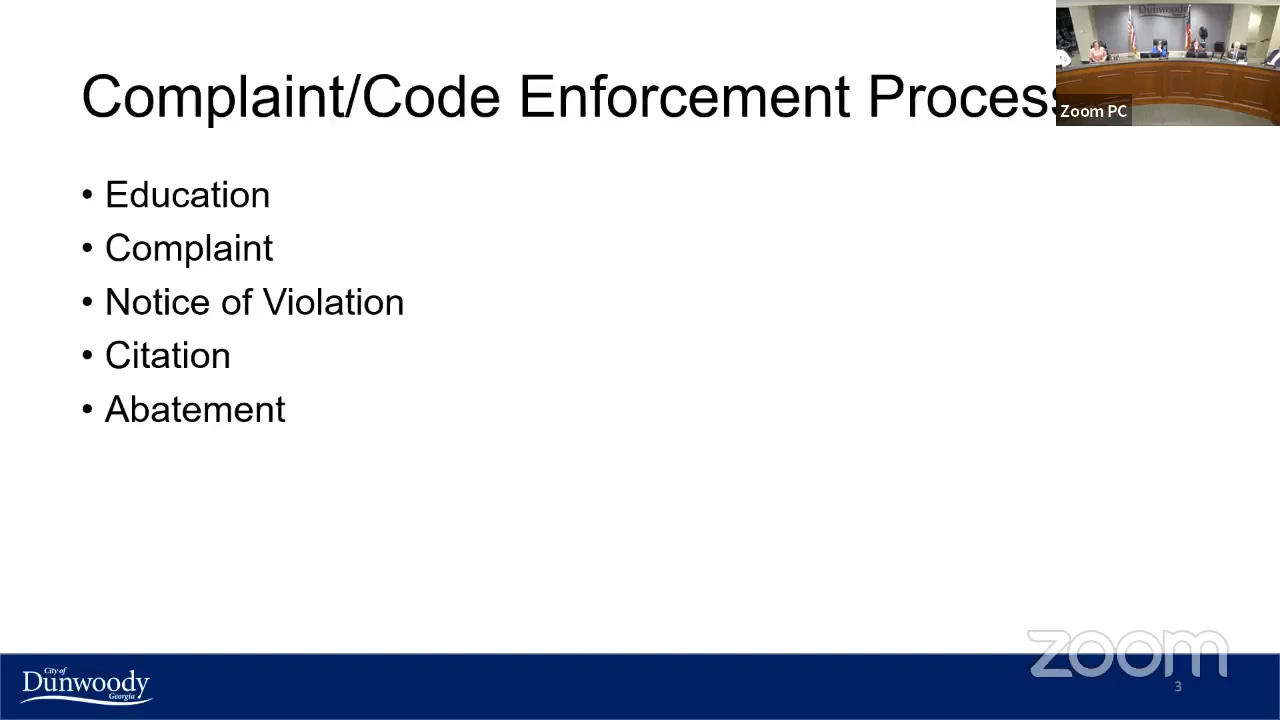 Dunwoody
Complaint/Code Enforcement Process
Zoom PC
• Education
• Complaint
• Notice of Violation
• Citation
• Abatement
zoom
City of
Dunwoody
Georgia
3